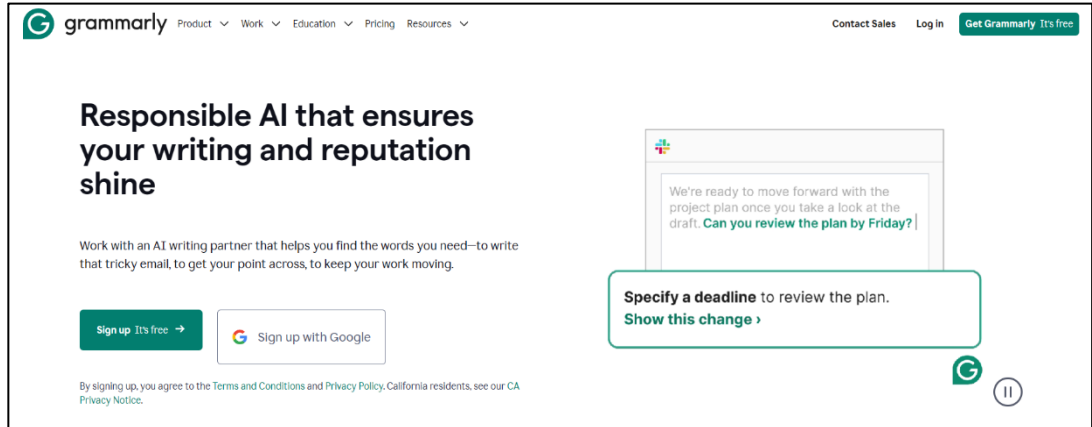 grammarly Product Work Education Pricing Resources Contact Sales Log in Get Grammarly It's free
Responsible AI that ensures
your writing and reputation
shine
Work with an AI writing partner that helps you find the words you need—to write
that tricky email, to get your point across, to keep your work moving.
Sign up It's free →
Sign up with Google
By signing up, you agree to the Terms and Conditions and Privacy Policy. California residents, see our CA
Privacy Notice.
We're ready to move forward with the
project plan once you take a look at the
draft. Can you review the plan by Friday?
Specify a deadline to review the plan.
Show this change ›